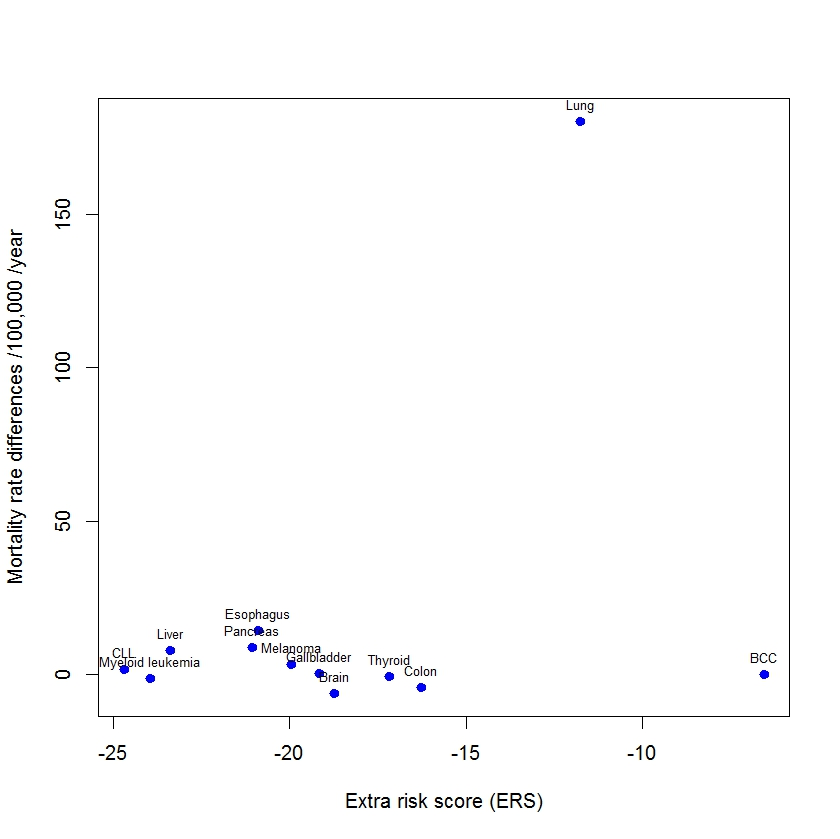 Lung
Mortality rate differences /100,000 /year
150
100
50
0
Esophagus
Pancreas
Liver
Melanoma
CLL
Gallbladder
Myeloid leukemia
Thyroid
BCC
Colon
Brain
-25 -20 -15 -10
Extra risk score (ERS)